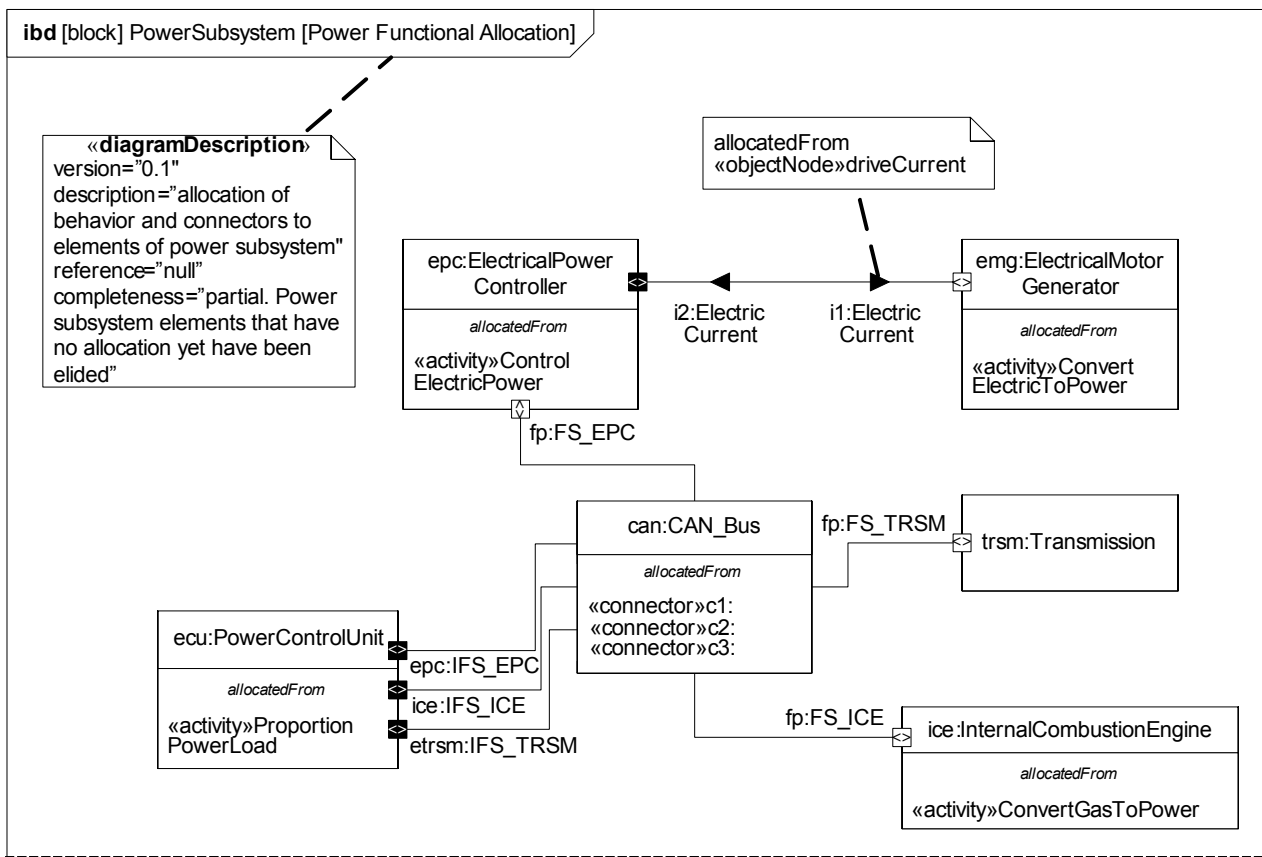 ibd [block] PowerSubsystem [Power Functional Allocation]
«diagramDescription»
version="0.1"
description="allocation of
behavior and connectors to
elements of power subsystem"
reference="null"
completeness="partial. Power
subsystem elements that have
no allocation yet have been
elided"
allocatedFrom
«objectNode»driveCurrent
epc:ElectricalPower
Controller
allocatedFrom
«activity»Control
ElectricPower
i2:Electric
Current
i1:Electric
Current
emg:ElectricalMotor
Generator
allocatedFrom
«activity»Convert
ElectricToPower
fp:FS_EPC
can:CAN_Bus
allocatedFrom
«connector»c1:
«connector»c2:
«connector»c3:
fp:FS_TRSM
trsm:Transmission
ecu:PowerControlUnit
allocatedFrom
«activity»Proportion
PowerLoad
epc:IFS_EPC
ice:IFS_ICE
etrsm:IFS_TRSM
fp:FS_ICE
ice:InternalCombustionEngine
allocatedFrom
«activity»ConvertGasToPower